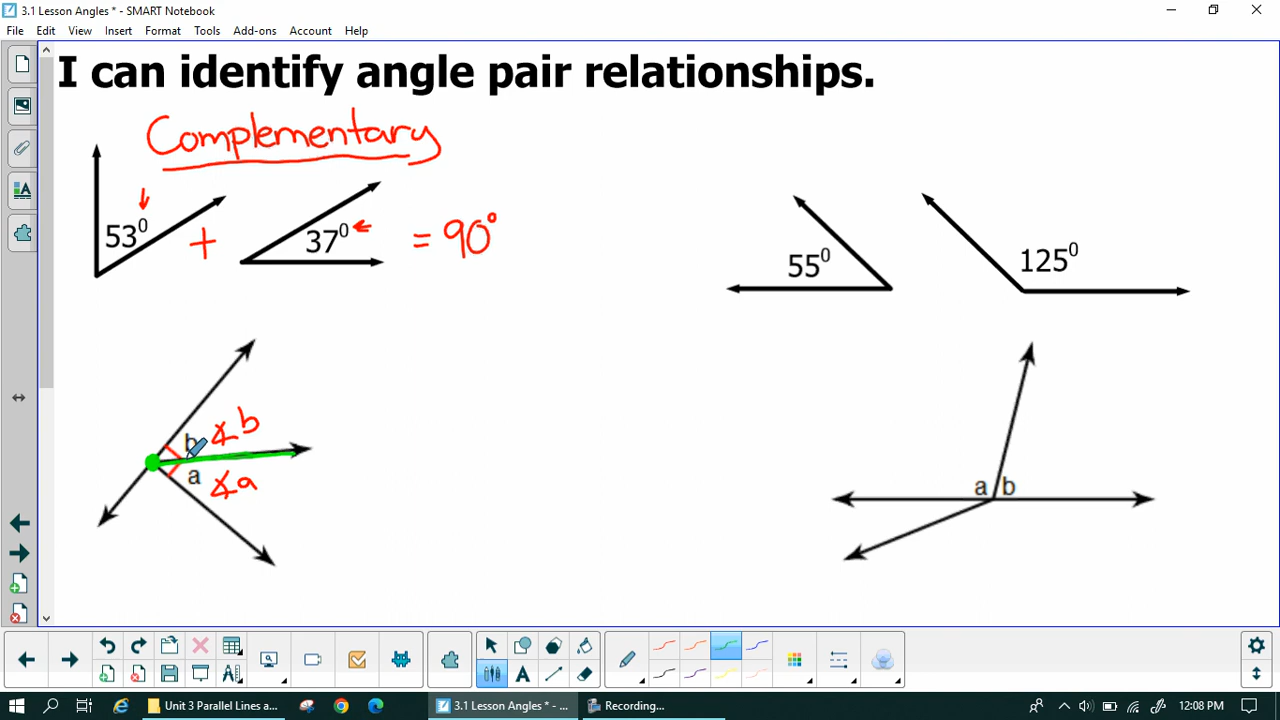 3.1 Lesson Angles * - SMART Notebook
File Edit View Insert Format Tools Add-ons Account Help
I can identify angle pair relationships.
Complementary
53⁰ + 37⁰ = 90°
55⁰ 125⁰
b ∡b
a ∡a
a b
Unit 3 Parallel Lines a... 3.1 Lesson Angles * - ... Recording... 12:08 PM